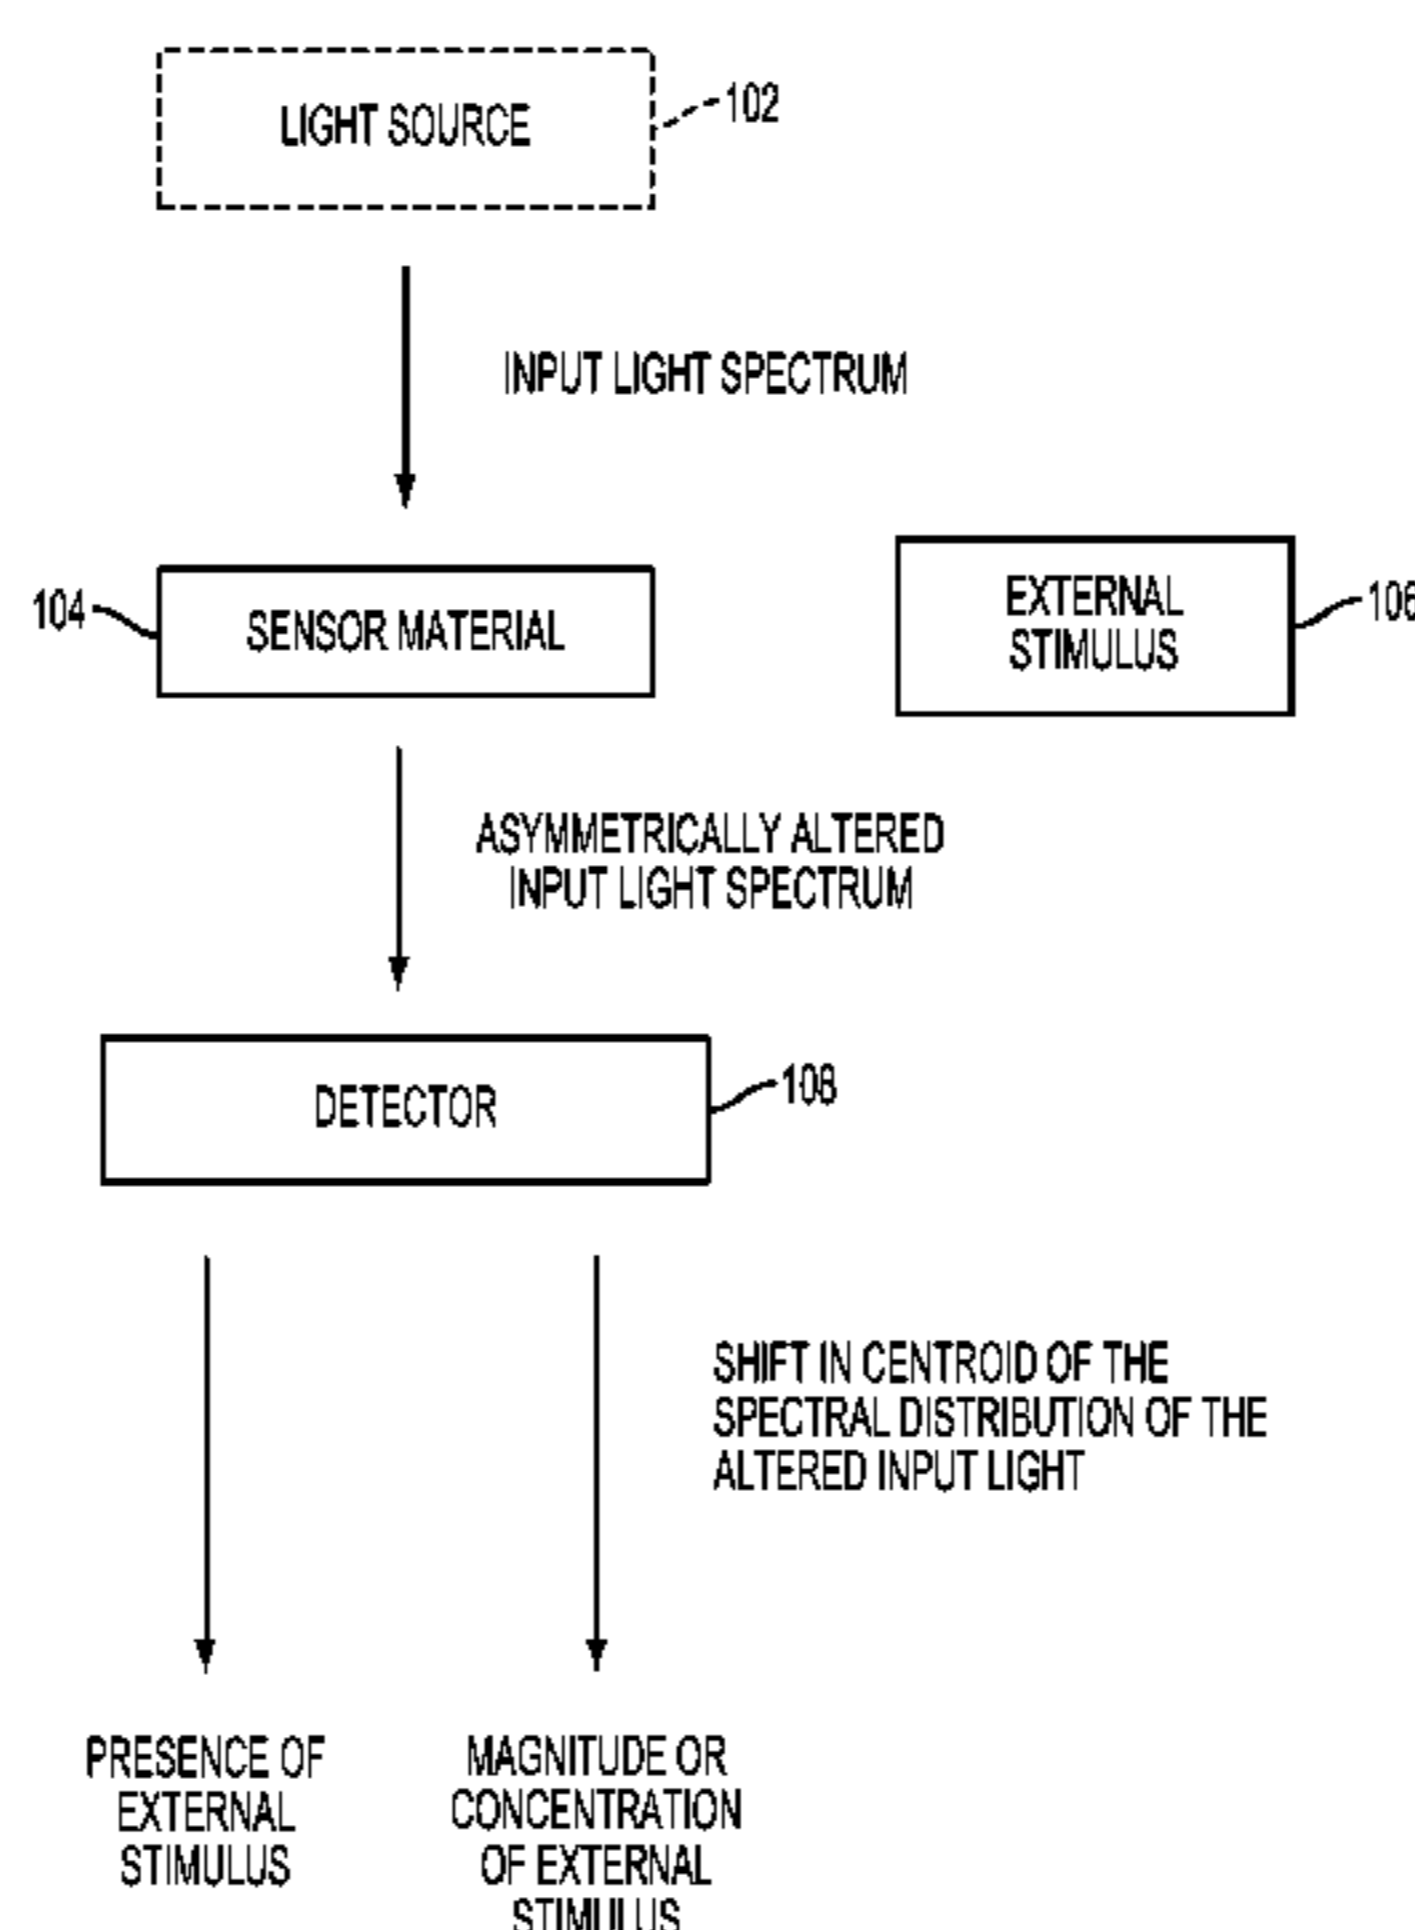 LIGHT SOURCE
102
INPUT LIGHT SPECTRUM
104
SENSOR MATERIAL
EXTERNAL
STIMULUS
106
ASYMMETRICALLY ALTERED
INPUT LIGHT SPECTRUM
DETECTOR
108
SHIFT IN CENTROID OF THE
SPECTRAL DISTRIBUTION OF THE
ALTERED INPUT LIGHT
PRESENCE OF
EXTERNAL
STIMULUS
MAGNITUDE OR
CONCENTRATION
OF EXTERNAL
STIMULUS